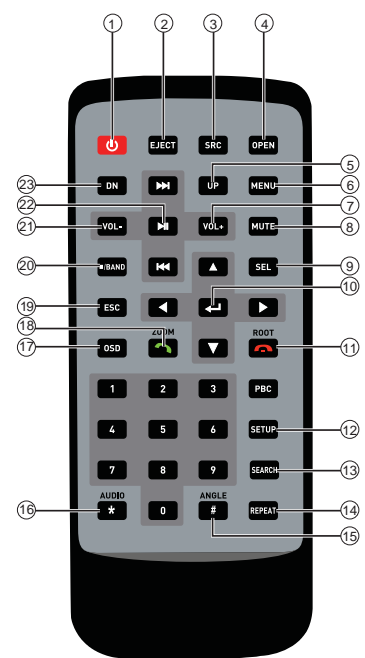 1 2 3 4
EJECT SRC OPEN
5
23 DN UP MENU 6
22 7
21 VOL- VOL+ MUTE 8
20 ■/BAND SEL 9
10
19 ESC
18 ZOOM ROOT
17 OSD 11
1 2 3 PBC
4 5 6 SETUP 12
7 8 9 SEARCH 13
AUDIO ANGLE
16 * 0 # REPEAT 14
15